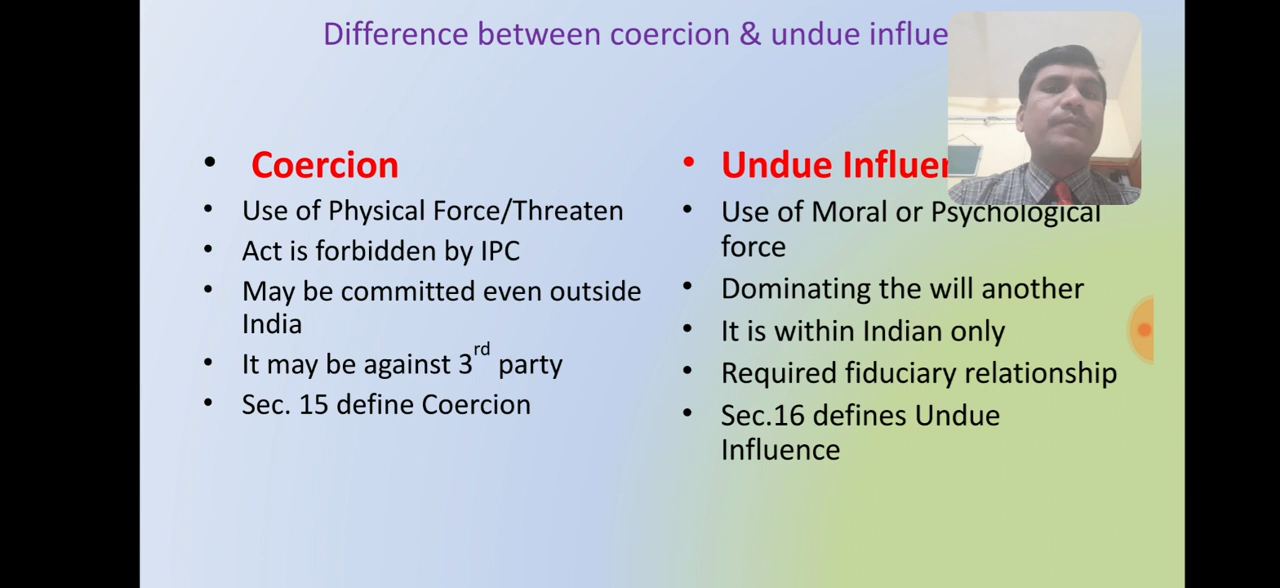 Difference between coercion & undue
Coercion
Use of Physical Force/Threaten
Act is forbidden by IPC
May be committed even outside
India
It may be against 3rd party
Sec. 15 define Coercion
Undue
Use of Moral or Psychological
force
Dominating the will another
It is within Indian only
Required fiduciary relationship
Sec.16 defines Undue
Influence